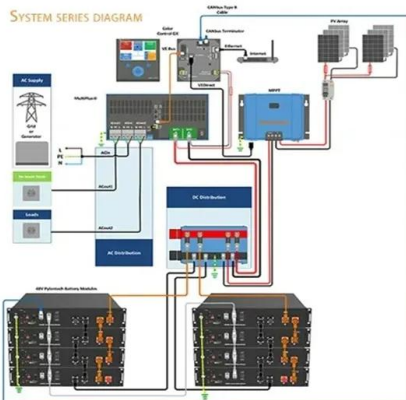 SYSTEM SERIES DIAGRAM
CANbus Type B
Cable
Color
Control GX
CANbus Terminator
VE Bus
Ethernet
Internet
PV Array
AC Supply
Grid
or
Generator
MultiPlus-II
VE Direct
MPPT
L
PE
N
ACin
ACout1
ACout2
Loads
AC Distribution
DC Distribution
48V Pylontech Battery Modules